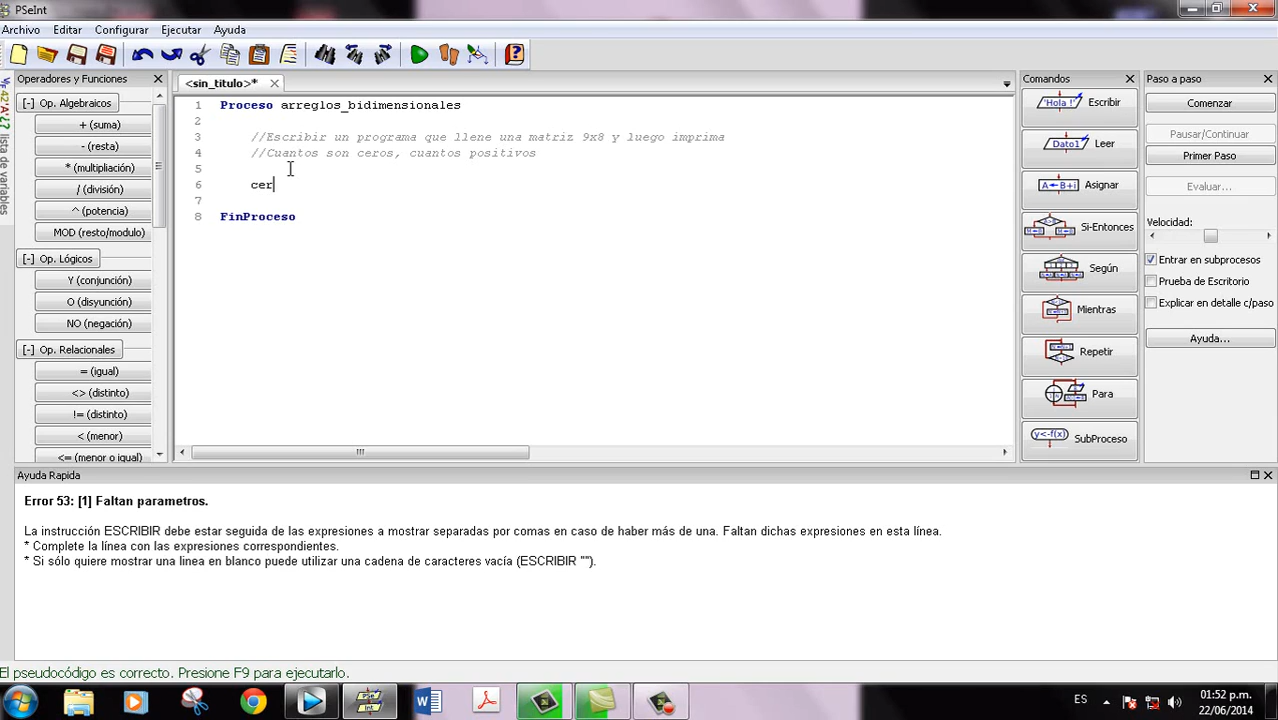 PSeInt
Archivo Editar Configurar Ejecutar Ayuda
Operadores y Funciones
[-] Op. Algebraicos
+ (suma)
- (resta)
* (multiplicación)
/ (división)
^ (potencia)
MOD (resto/modulo)
[-] Op. Lógicos
Y (conjunción)
O (disyunción)
NO (negación)
[-] Op. Relacionales
= (igual)
<> (distinto)
!= (distinto)
< (menor)
<= (menor o igual)
lista de variables
<sin_titulo>*
1 Proceso arreglos_bidimensionales
2
3 //Escribir un programa que llene una matriz 9x8 y luego imprima
4 //Cuantos son ceros, cuantos positivos
5
6 cer
7
8 FinProceso
Comandos
'Hola !' Escribir
Dato1 Leer
A←B+i Asignar
Si-Entonces
Según
Mientras
Repetir
Para
y<-f(x) SubProceso
Paso a paso
Comenzar
Pausar/Continuar
Primer Paso
Evaluar...
Velocidad:
Entrar en subprocesos
Prueba de Escritorio
Explicar en detalle c/paso
Ayuda...
Ayuda Rapida
Error 53: [1] Faltan parametros.
La instrucción ESCRIBIR debe estar seguida de las expresiones a mostrar separadas por comas en caso de haber más de una. Faltan dichas expresiones en esta línea.
* Complete la línea con las expresiones correspondientes.
* Si sólo quiere mostrar una linea en blanco puede utilizar una cadena de caracteres vacía (ESCRIBIR "").
El pseudocódigo es correcto. Presione F9 para ejecutarlo.
ES
01:52 p.m.
22/06/2014